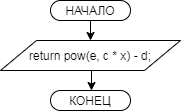 НАЧАЛО
return pow(e, c * x) - d;
КОНЕЦ